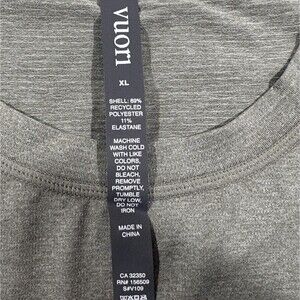 vuori
XL
SHELL: 89%
RECYCLED
POLYESTER
11%
ELASTANE
MACHINE
WASH COLD
WITH LIKE
COLORS,
DO NOT
BLEACH,
REMOVE
PROMPTLY,
TUMBLE
DRY LOW,
DO NOT
IRON
MADE IN
CHINA
CA 32350
RN# 156509
S#V109